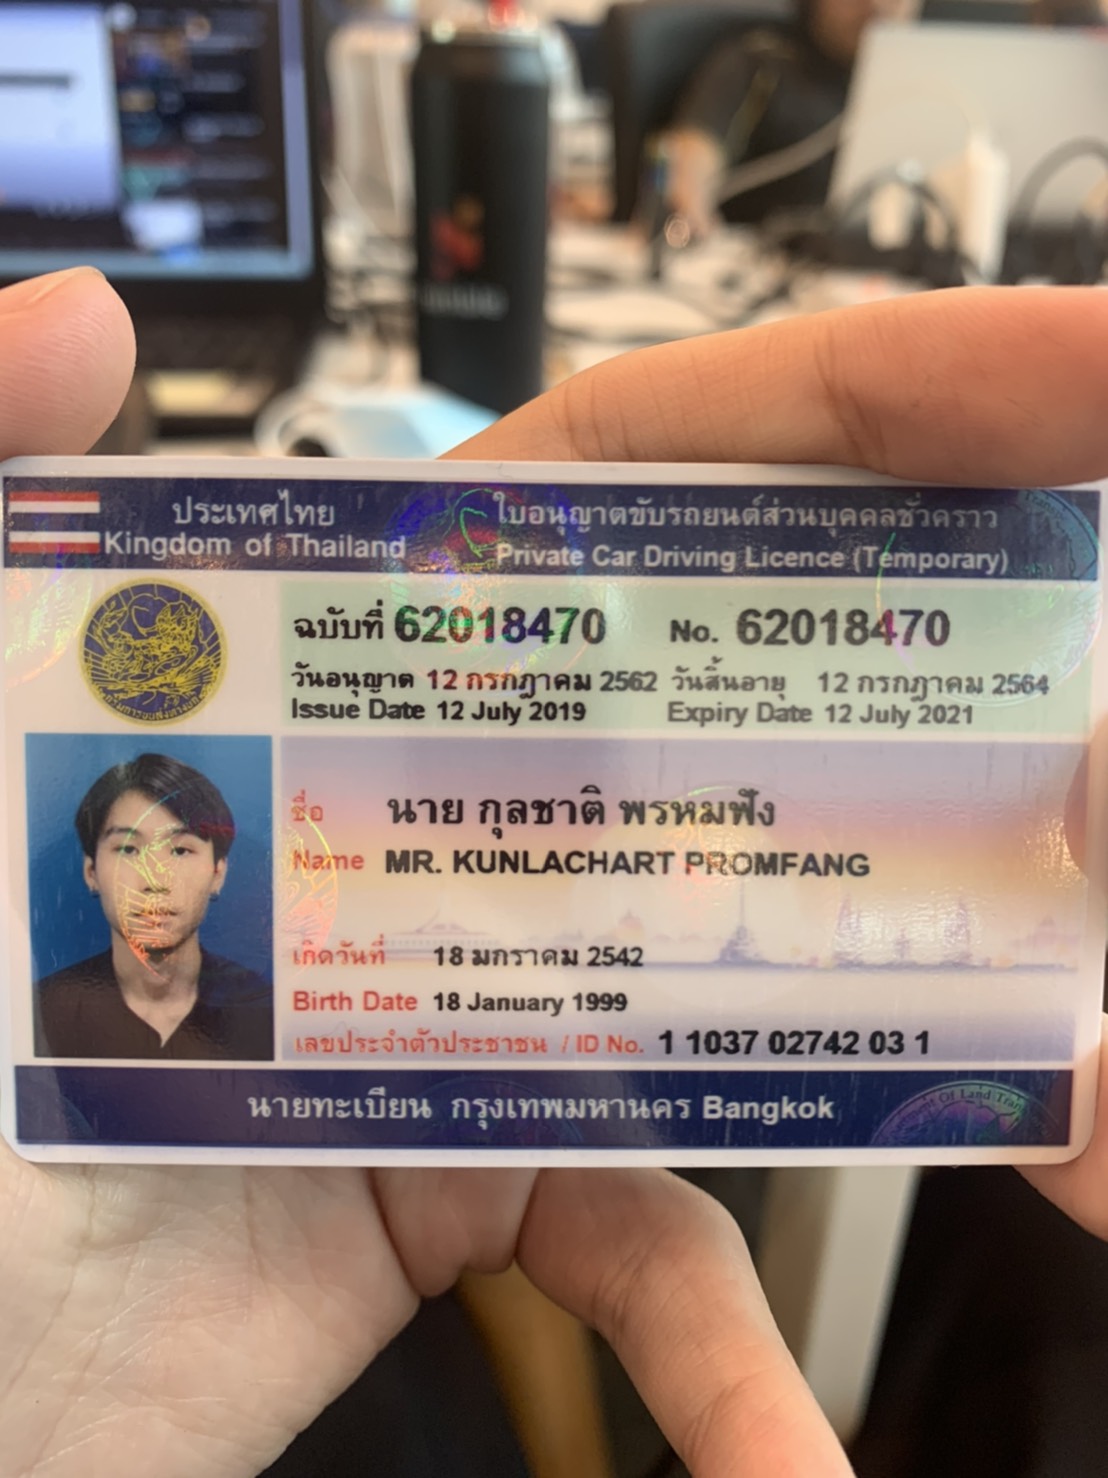 ประเทศไทย
Kingdom of Thailand
ใบอนุญาตขับรถยนต์ส่วนบุคคลชั่วคราว
Private Car Driving Licence (Temporary)
ฉบับที่ 62018470 No. 62018470
วันอนุญาต 12 กรกฎาคม 2562 วันสิ้นอายุ 12 กรกฎาคม 2564
Issue Date 12 July 2019 Expiry Date 12 July 2021
ชื่อ นาย กุลชาติ พรหมฟัง
Name MR. KUNLACHART PROMFANG
เกิดวันที่ 18 มกราคม 2542
Birth Date 18 January 1999
เลขประจำตัวประชาชน / ID No. 1 1037 02742 03 1
นายทะเบียน กรุงเทพมหานคร Bangkok